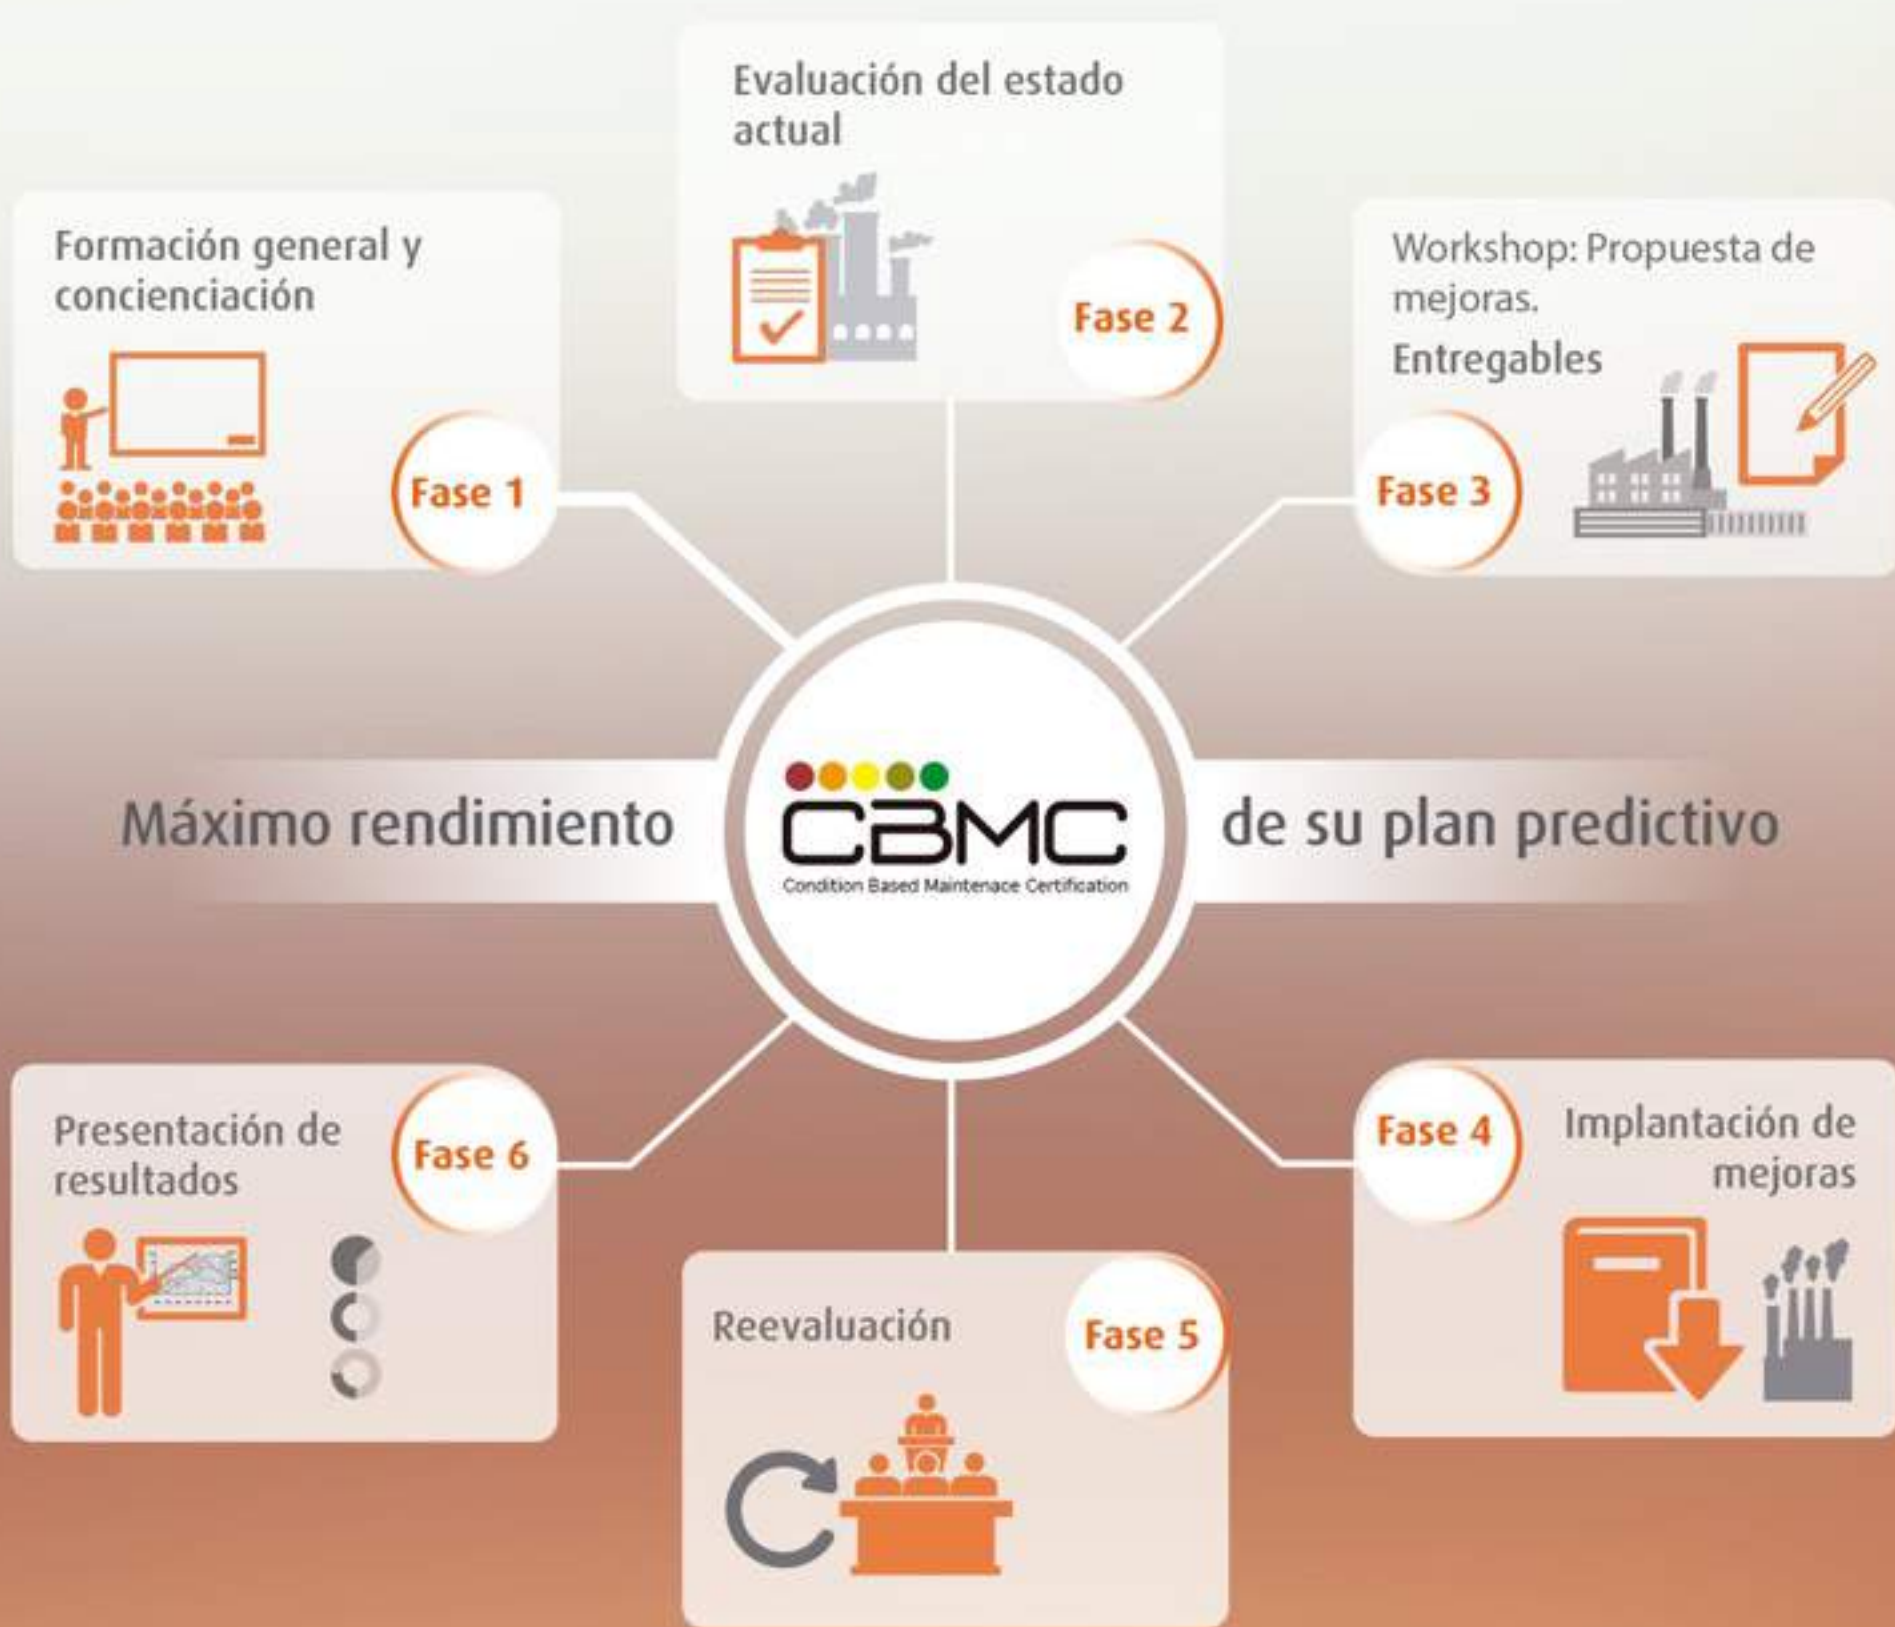 Formación general y
concienciación
Fase 1
Evaluación del estado
actual
Fase 2
Workshop: Propuesta de
mejoras.
Entregables
Fase 3
Máximo rendimiento
CBMC
Condition Based Maintenace Certification
de su plan predictivo
Fase 4
Implantación de
mejoras
Reevaluación
Fase 5
Presentación de
resultados
Fase 6